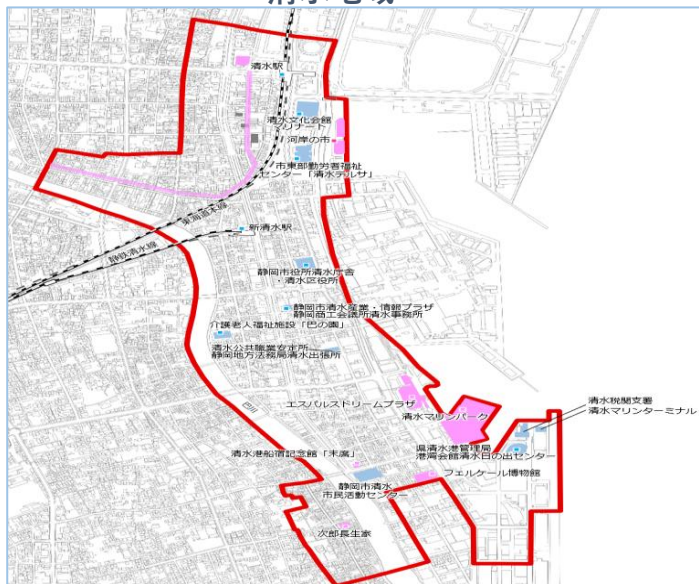 清水駅
清水文化会館
マリナート
河岸の市
市東部勤労者福祉
センター「清水テルサ」
東海道本線
新清水駅
静鉄清水線
静岡市役所清水庁舎
・清水区役所
静岡市清水産業・情報プラザ
静岡商工会議所清水事務所
介護老人福祉施設「巴の園」
清水公共職業安定所
静岡地方法務局清水出張所
エスパルスドリームプラザ
清水マリンパーク
清水税関支署
清水マリンターミナル
巴川
清水港船宿記念館「末廣」
県清水港管理局
港湾会館清水日の出センター
フェルケール博物館
静岡市清水
市民活動センター
次郎長生家